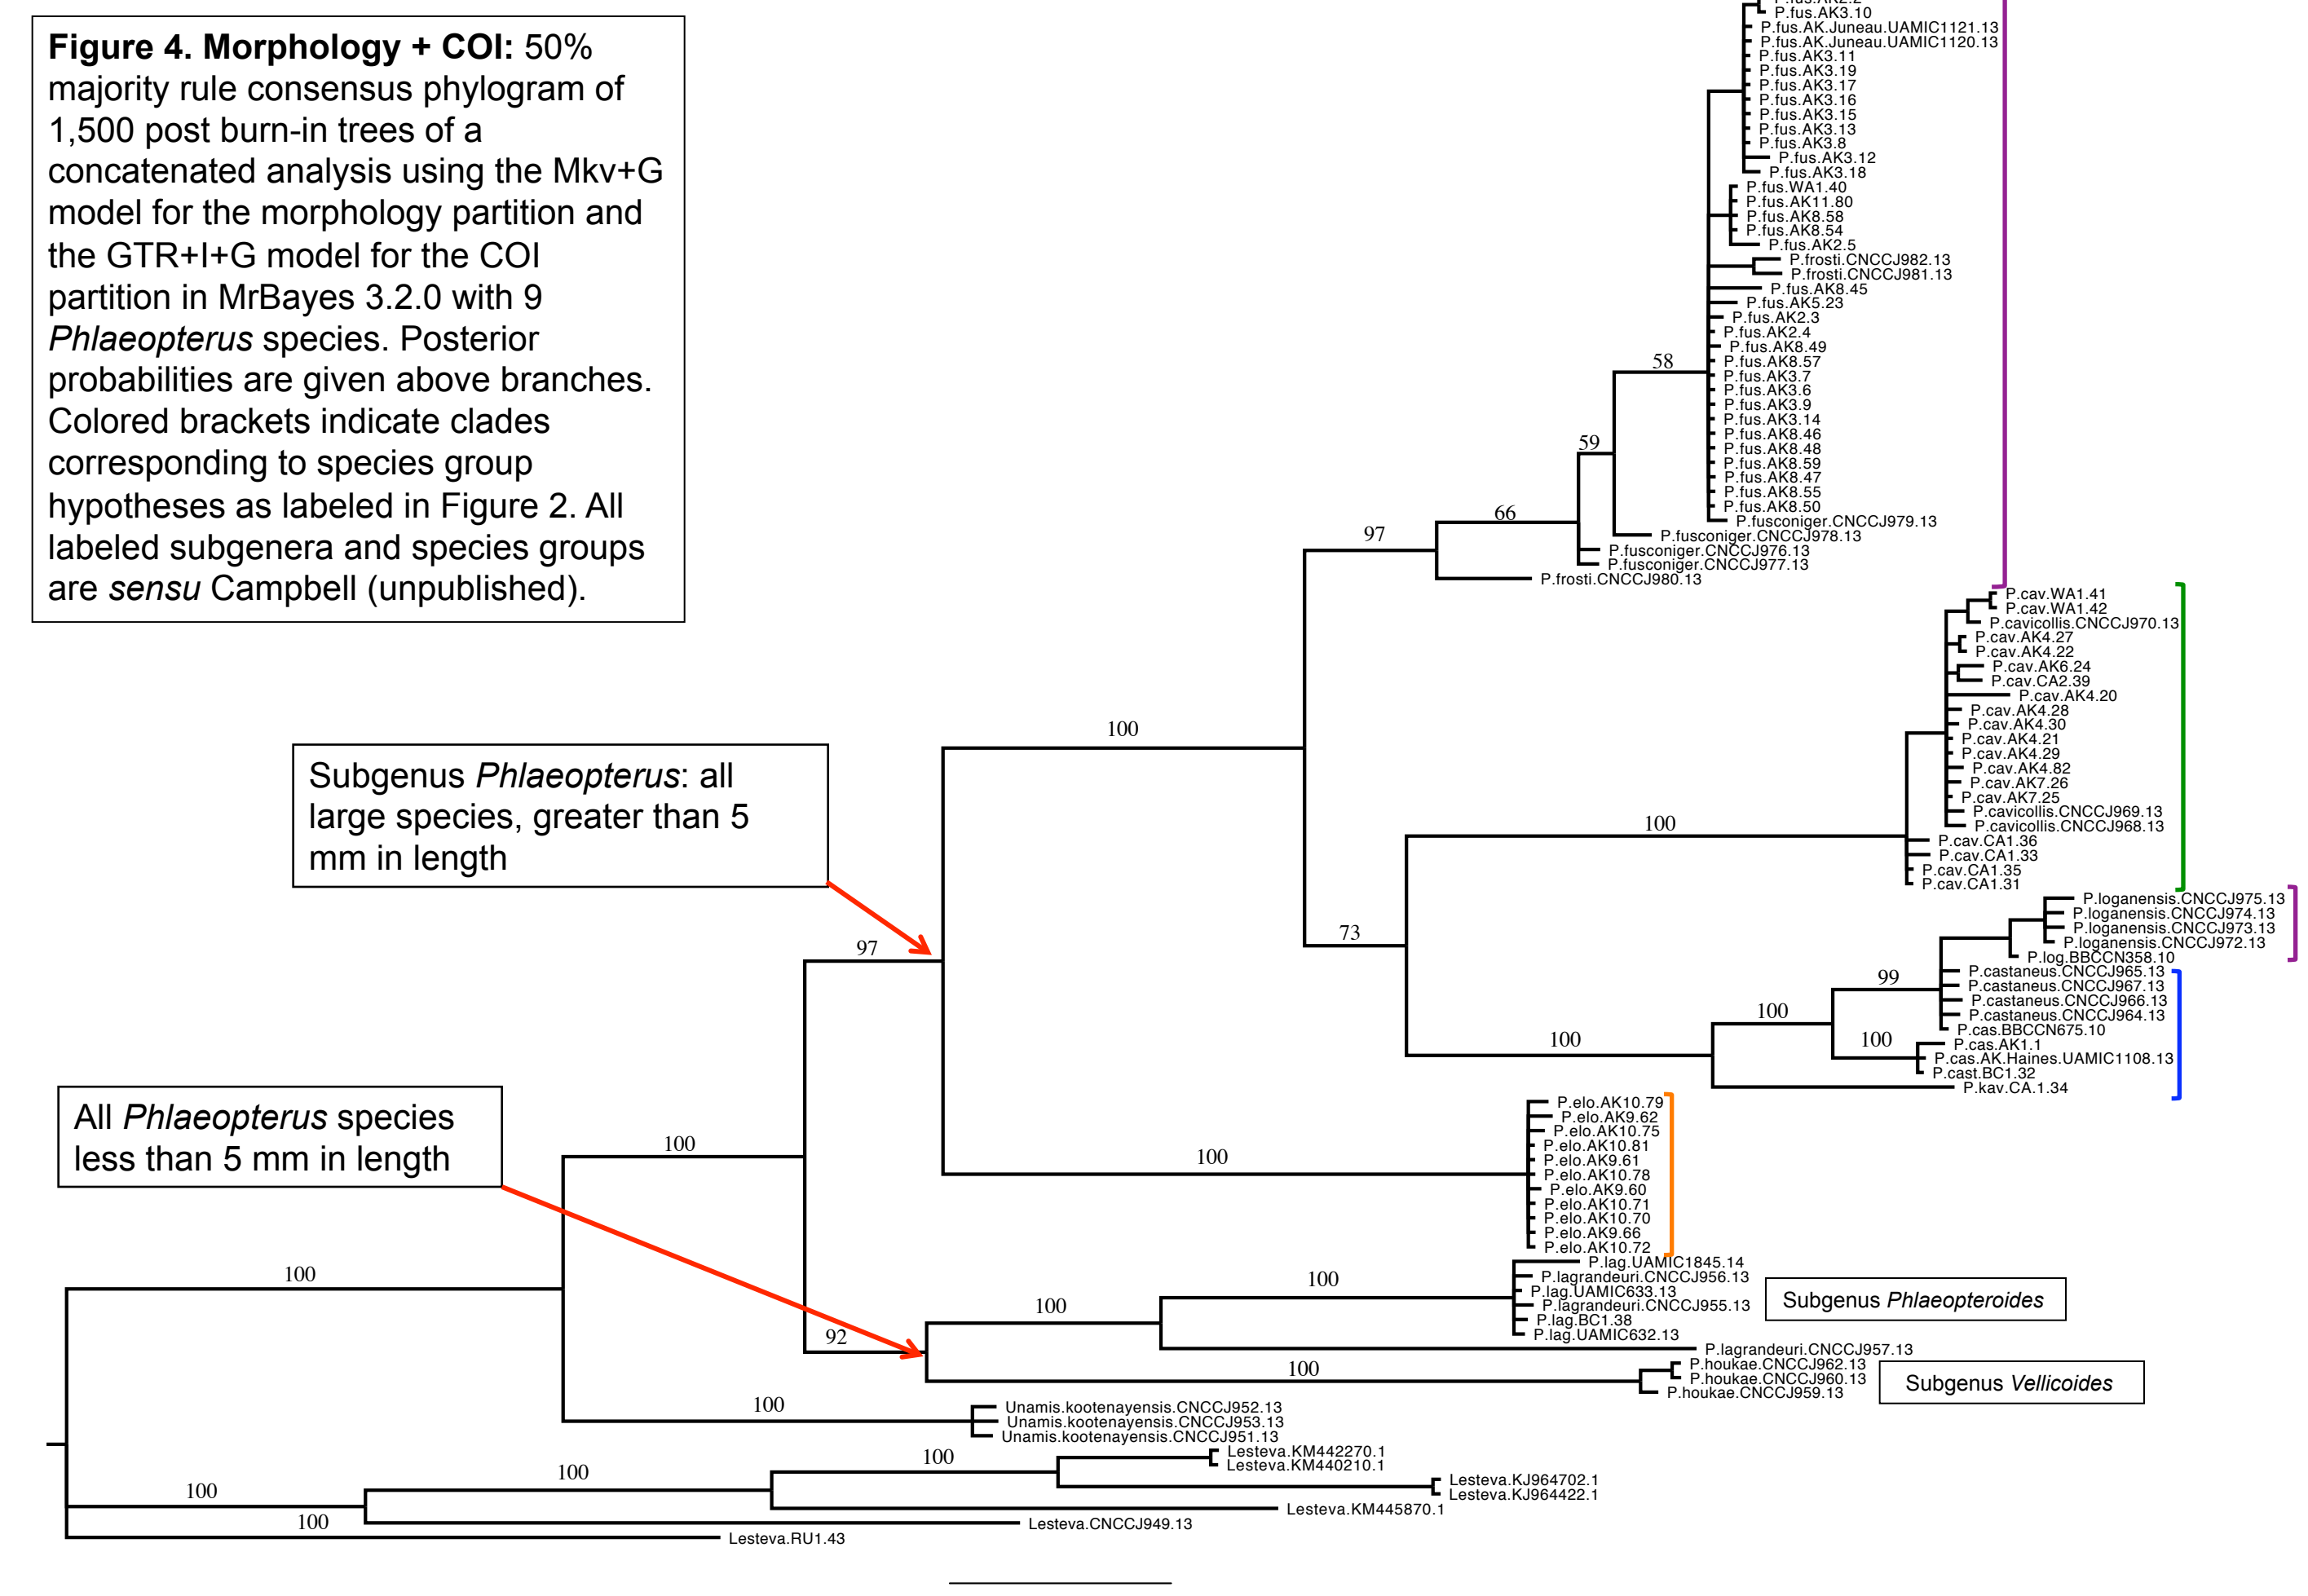 Figure 4. Morphology + COI: 50%
majority rule consensus phylogram of
1,500 post burn-in trees of a
concatenated analysis using the Mkv+G
model for the morphology partition and
the GTR+I+G model for the COI
partition in MrBayes 3.2.0 with 9
Phlaeopterus species. Posterior
probabilities are given above branches.
Colored brackets indicate clades
corresponding to species group
hypotheses as labeled in Figure 2. All
labeled subgenera and species groups
are sensu Campbell (unpublished).
P.fus.AK3.10
P.fus.AK.Juneau.UAMIC1121.13
P.fus.AK.Juneau.UAMIC1120.13
P.fus.AK3.11
P.fus.AK3.19
P.fus.AK3.17
P.fus.AK3.16
P.fus.AK3.15
P.fus.AK3.13
P.fus.AK3.8
P.fus.AK3.12
P.fus.AK3.18
P.fus.WA1.40
P.fus.AK11.80
P.fus.AK8.58
P.fus.AK8.54
P.fus.AK2.5
P.frosti.CNCCJ982.13
P.frosti.CNCCJ981.13
P.fus.AK8.45
P.fus.AK5.23
P.fus.AK2.3
P.fus.AK2.4
P.fus.AK8.49
58
P.fus.AK8.57
P.fus.AK3.7
P.fus.AK3.6
P.fus.AK3.9
P.fus.AK3.14
P.fus.AK8.46
59
P.fus.AK8.48
P.fus.AK8.59
P.fus.AK8.47
P.fus.AK8.55
P.fus.AK8.50
66
P.fusconiger.CNCCJ979.13
97
P.fusconiger.CNCCJ978.13
P.fusconiger.CNCCJ976.13
P.fusconiger.CNCCJ977.13
P.frosti.CNCCJ980.13
P.cav.WA1.41
P.cav.WA1.42
P.cavicollis.CNCCJ970.13
P.cav.AK4.27
P.cav.AK4.22
P.cav.AK6.24
P.cav.CA2.39
P.cav.AK4.20
P.cav.AK4.28
P.cav.AK4.30
100
P.cav.AK4.21
P.cav.AK4.29
P.cav.AK4.82
P.cav.AK7.26
P.cav.AK7.25
P.cavicollis.CNCCJ969.13
P.cavicollis.CNCCJ968.13
100
P.cav.CA1.36
P.cav.CA1.33
P.cav.CA1.35
P.cav.CA1.31
Subgenus Phlaeopterus: all
large species, greater than 5
mm in length
P.loganensis.CNCCJ975.13
P.loganensis.CNCCJ974.13
P.loganensis.CNCCJ973.13
73
P.loganensis.CNCCJ972.13
97
P.log.BBCCN358.10
P.castaneus.CNCCJ965.13
99
P.castaneus.CNCCJ967.13
P.castaneus.CNCCJ966.13
100
P.castaneus.CNCCJ964.13
P.cas.BBCCN675.10
100
100
P.cas.AK1.1
P.cas.AK.Haines.UAMIC1108.13
P.cast.BC1.32
P.kav.CA.1.34
All Phlaeopterus species
less than 5 mm in length
P.elo.AK10.79
P.elo.AK9.62
P.elo.AK10.75
100
P.elo.AK10.81
100
P.elo.AK9.61
P.elo.AK10.78
P.elo.AK9.60
P.elo.AK10.71
P.elo.AK10.70
P.elo.AK9.66
P.elo.AK10.72
100
P.lag.UAMIC1845.14
100
P.lagrandeuri.CNCCJ956.13
P.lag.UAMIC633.13
100
P.lagrandeuri.CNCCJ955.13
Subgenus Phlaeopteroides
P.lag.BC1.38
92
P.lag.UAMIC632.13
P.lagrandeuri.CNCCJ957.13
100
P.houkae.CNCCJ962.13
P.houkae.CNCCJ960.13
P.houkae.CNCCJ959.13
Subgenus Vellicoides
100
Unamis.kootenayensis.CNCCJ952.13
Unamis.kootenayensis.CNCCJ953.13
Unamis.kootenayensis.CNCCJ951.13
100
Lesteva.KM442270.1
Lesteva.KM440210.1
100
Lesteva.KJ964702.1
100
Lesteva.KJ964422.1
Lesteva.KM445870.1
100
Lesteva.CNCCJ949.13
Lesteva.RU1.43